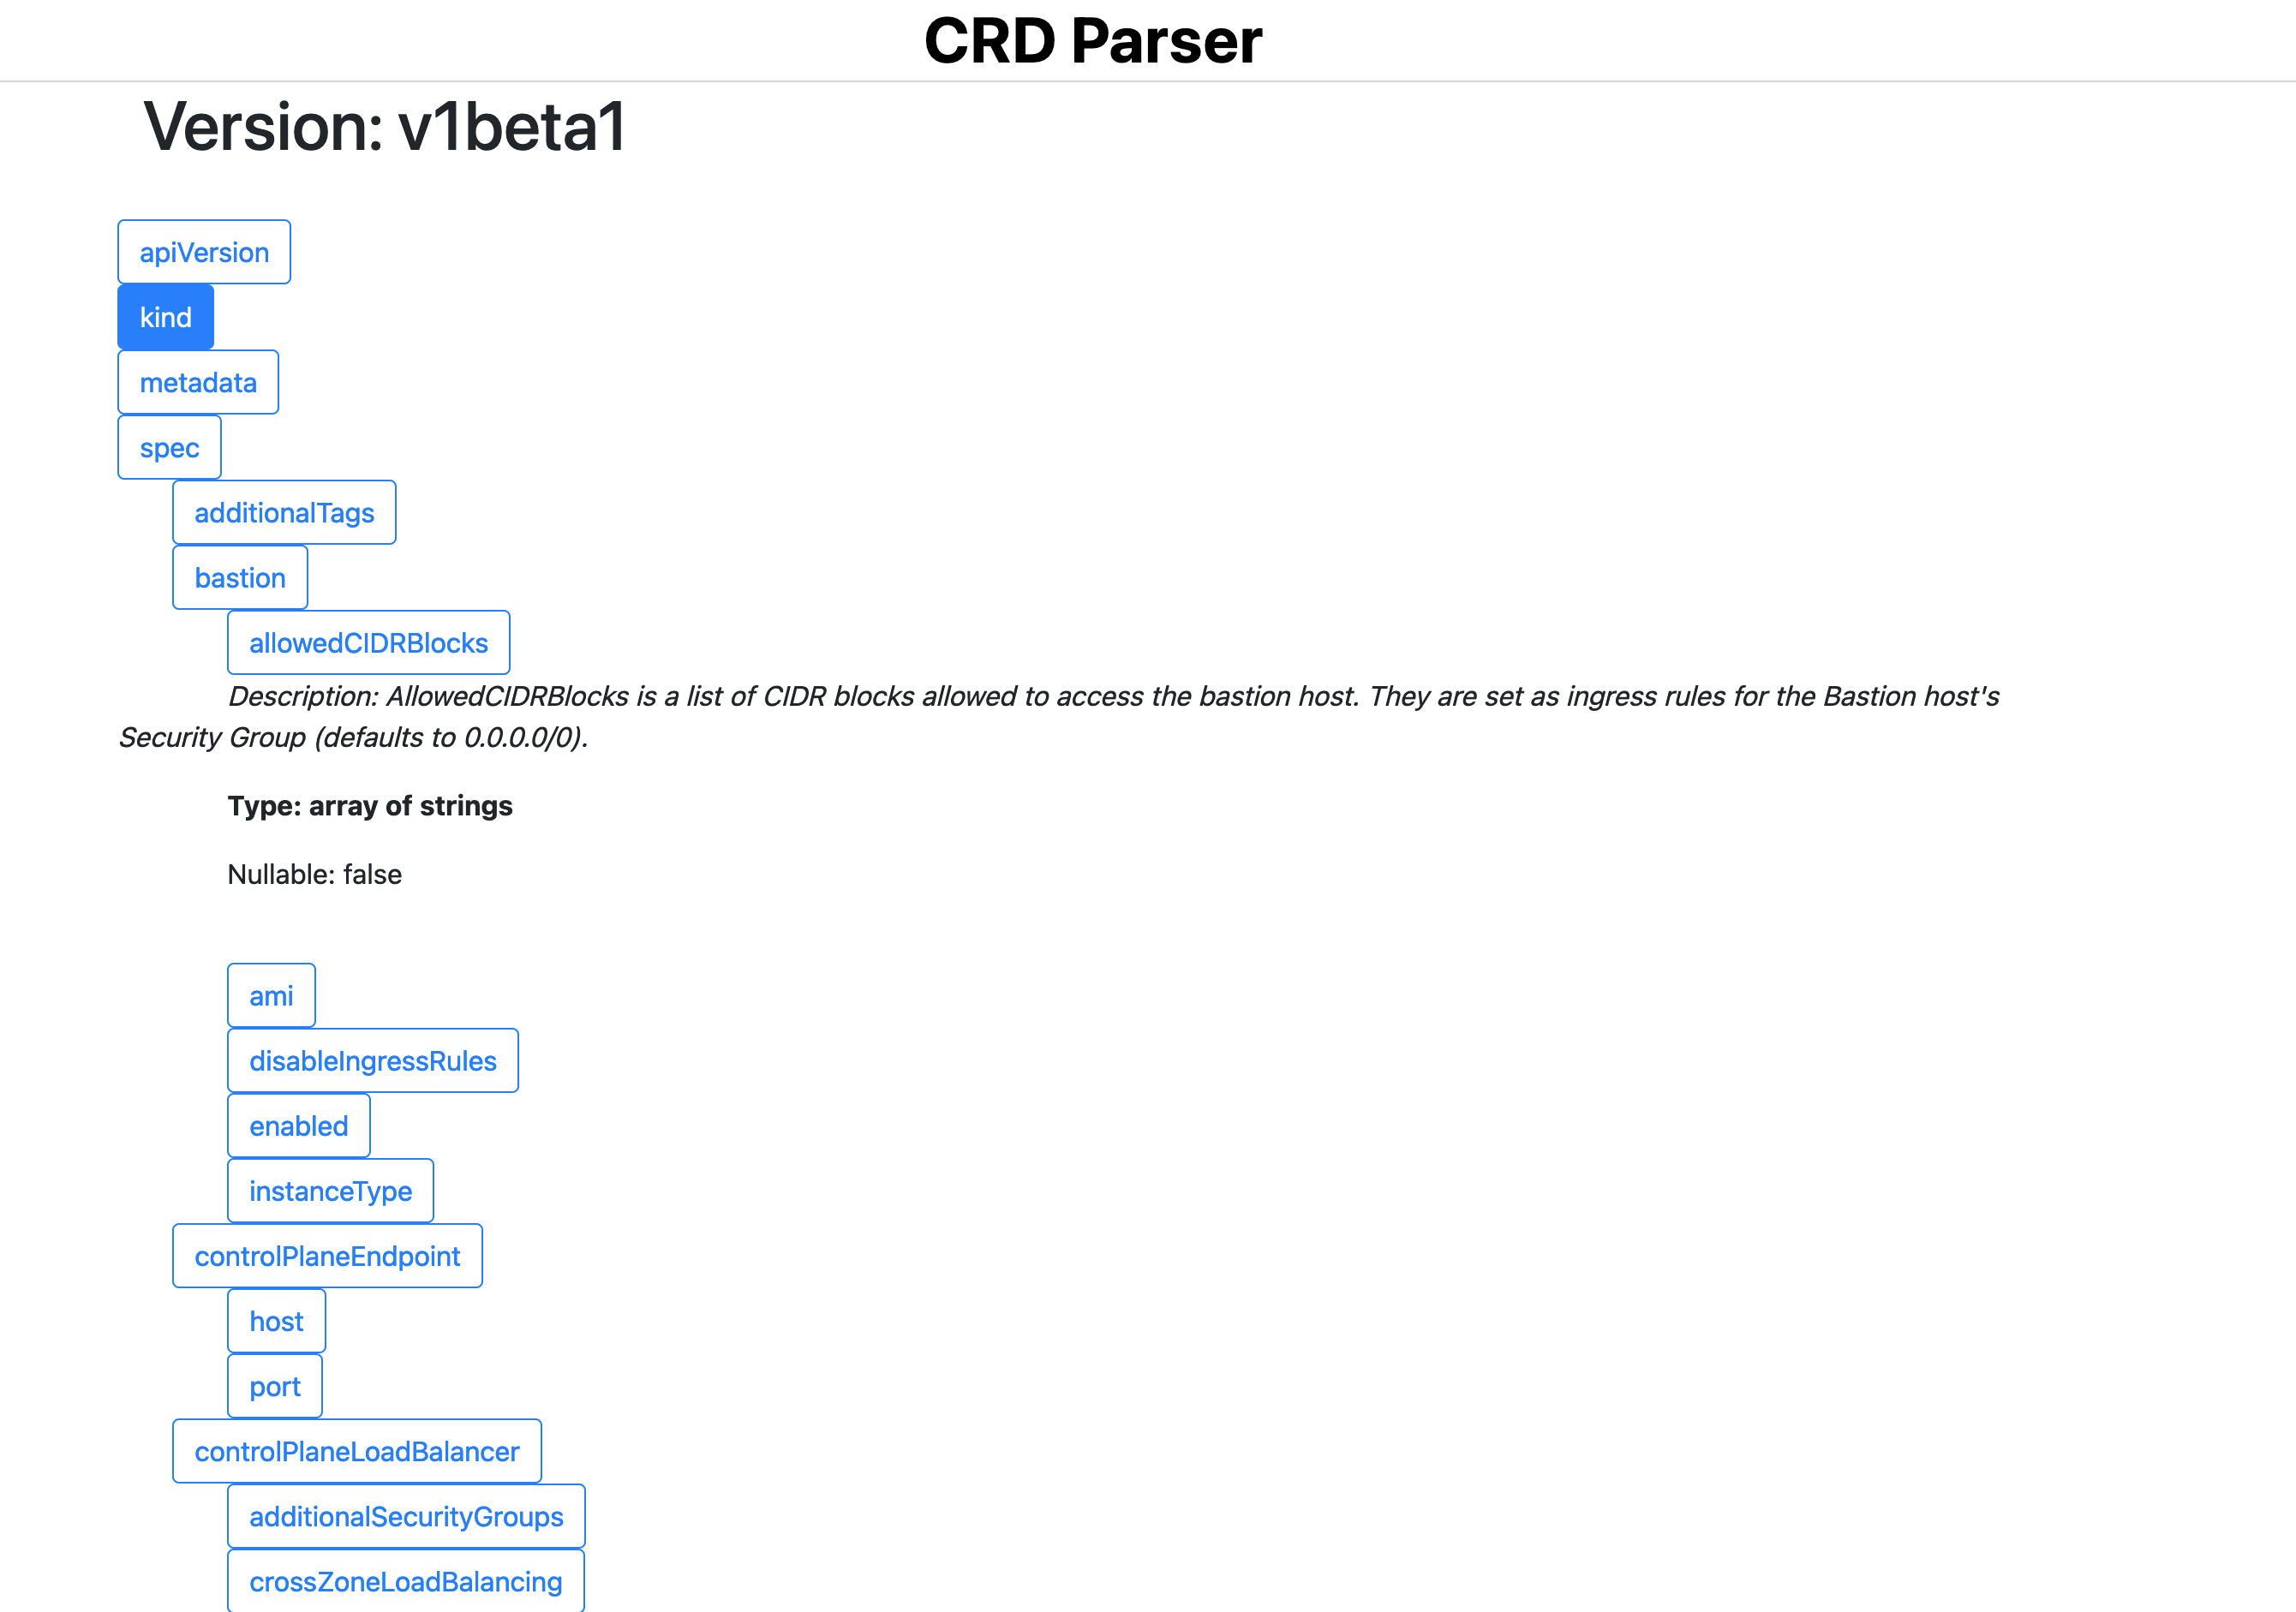 CRD Parser
Version: v1beta1
apiVersion
kind
metadata
spec
additionalTags
bastion
allowedCIDRBlocks
Description: AllowedCIDRBlocks is a list of CIDR blocks allowed to access the bastion host. They are set as ingress rules for the Bastion host's
Security Group (defaults to 0.0.0.0/0).
Type: array of strings
Nullable: false
ami
disableIngressRules
enabled
instanceType
controlPlaneEndpoint
host
port
controlPlaneLoadBalancer
additionalSecurityGroups
crossZoneLoadBalancing